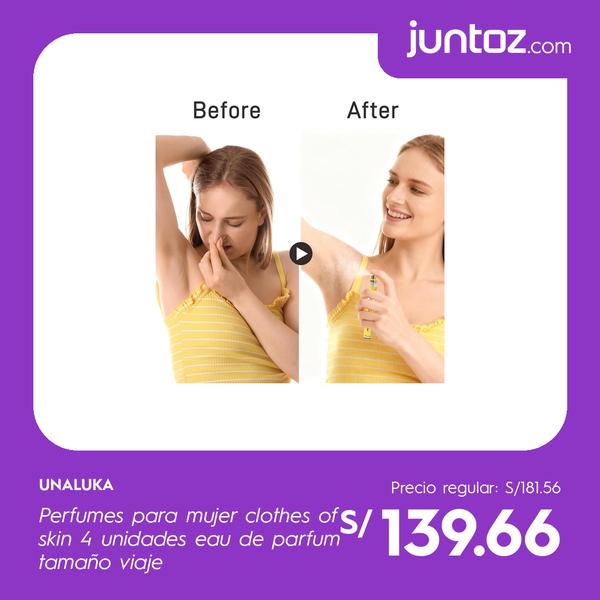 juntoz.com
Before After
UNALUKA
Perfumes para mujer clothes of
skin 4 unidades eau de parfum
tamaño viaje
Precio regular: S/181.56
S/ 139.66